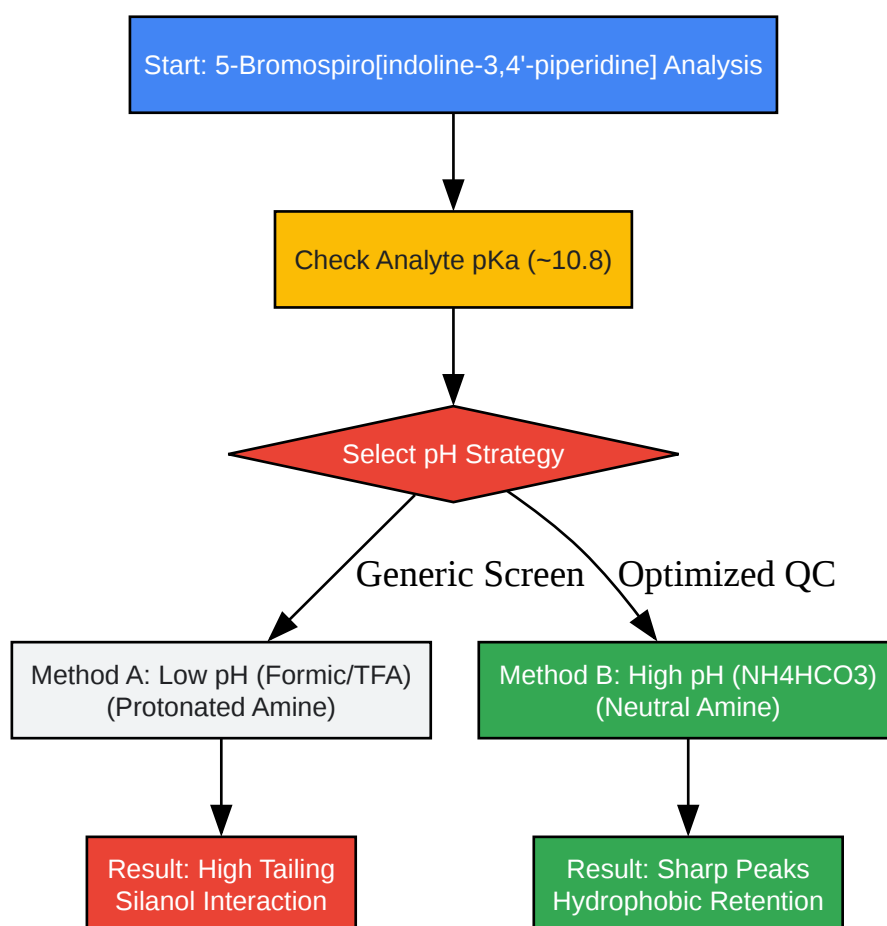 Start: 5-Bromospiro[indoline-3,4'-piperidine] Analysis
Check Analyte pKa (~10.8)
Select pH Strategy
Generic Screen
Optimized QC
Method A: Low pH (Formic/TFA)
(Protonated Amine)
Method B: High pH (NH4HCO3)
(Neutral Amine)
Result: High Tailing
Silanol Interaction
Result: Sharp Peaks
Hydrophobic Retention